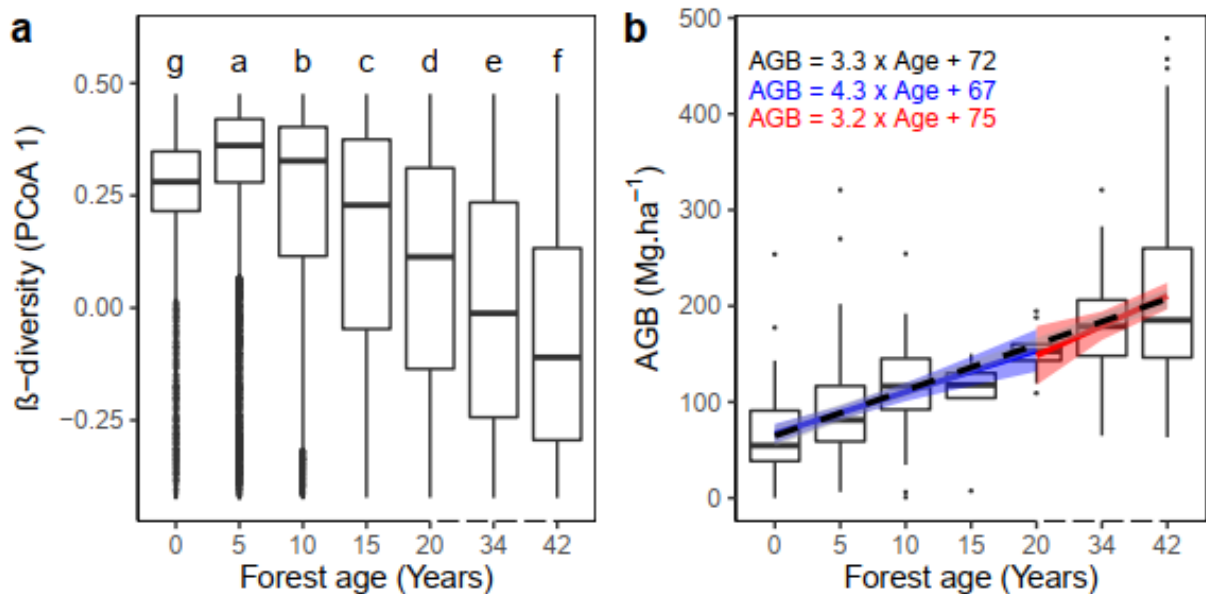 a
g a b c d e f
0.50
0.25
0.00
−0.25
ß−diversity (PCoA 1)
0 5 10 15 20 34 42
Forest age (Years)
b
AGB = 3.3 x Age + 72
AGB = 4.3 x Age + 67
AGB = 3.2 x Age + 75
500
400
300
200
100
0
AGB (Mg.ha⁻¹)
0 5 10 15 20 34 42
Forest age (Years)